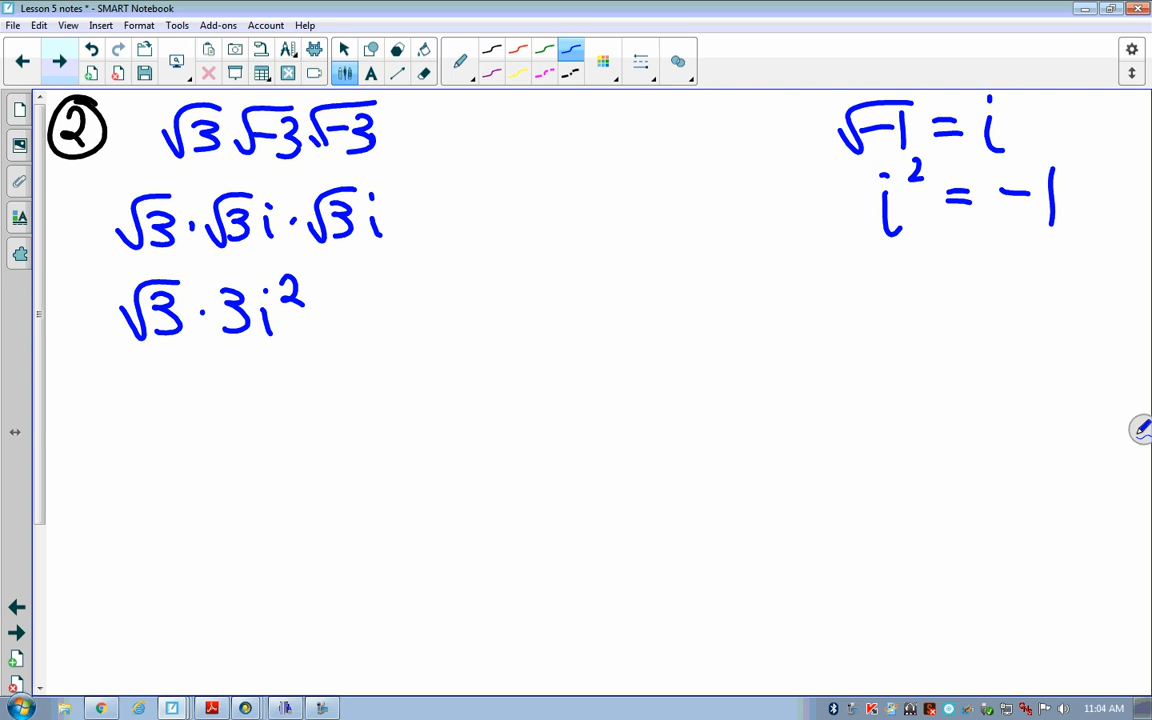 Lesson 5 notes * - SMART Notebook
File Edit View Insert Format Tools Add-ons Account Help
② √3 √-3 √-3
√-1 = i
√3 · √3 i · √3 i
i² = -1
√3 · 3i²
11:04 AM